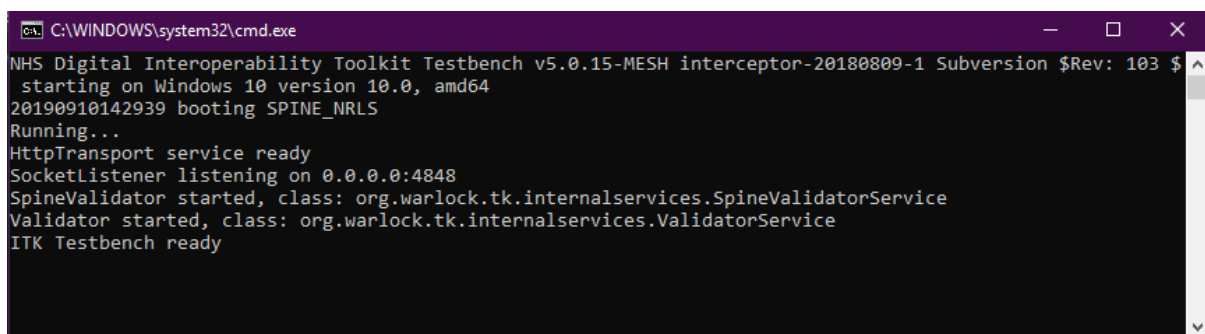 C:\WINDOWS\system32\cmd.exe
NHS Digital Interoperability Toolkit Testbench v5.0.15-MESH interceptor-20180809-1 Subversion $Rev: 103 $
 starting on Windows 10 version 10.0, amd64
20190910142939 booting SPINE_NRLS
Running...
HttpTransport service ready
SocketListener listening on 0.0.0.0:4848
SpineValidator started, class: org.warlock.tk.internalservices.SpineValidatorService
Validator started, class: org.warlock.tk.internalservices.ValidatorService
ITK Testbench ready